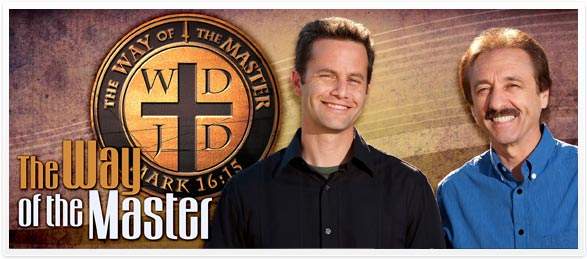 THE WAY OF THE MASTER
W D
J D
MARK 16:15
The Way
of the Master